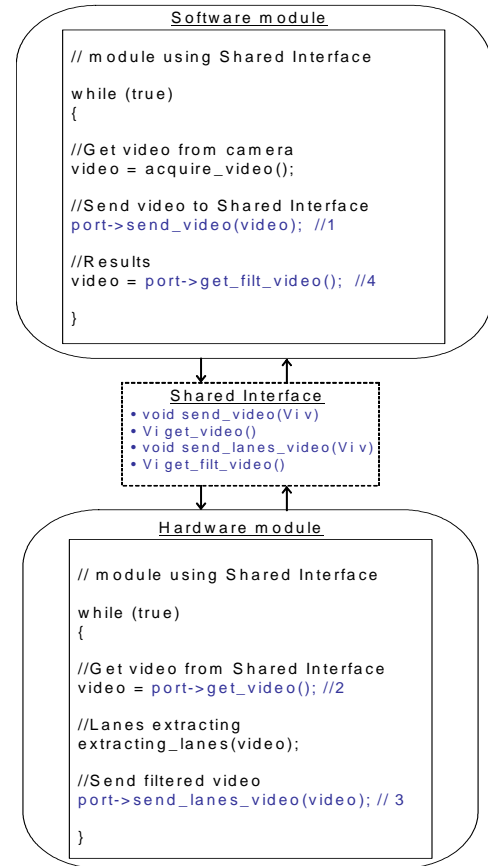 Software module
// module using Shared Interface
while (true)
{
//Get video from camera
video = acquire_video();
//Send video to Shared Interface
port->send_video(video); //1
//Results
video = port->get_filt_video(); //4
}
Shared Interface
• void send_video(Vi v)
• Vi get_video()
• void send_lanes_video(Vi v)
• Vi get_filt_video()
Hardware module
// module using Shared Interface
while (true)
{
//Get video from Shared Interface
video = port->get_video(); //2
//Lanes extracting
extracting_lanes(video);
//Send filtered video
port->send_lanes_video(video); // 3
}